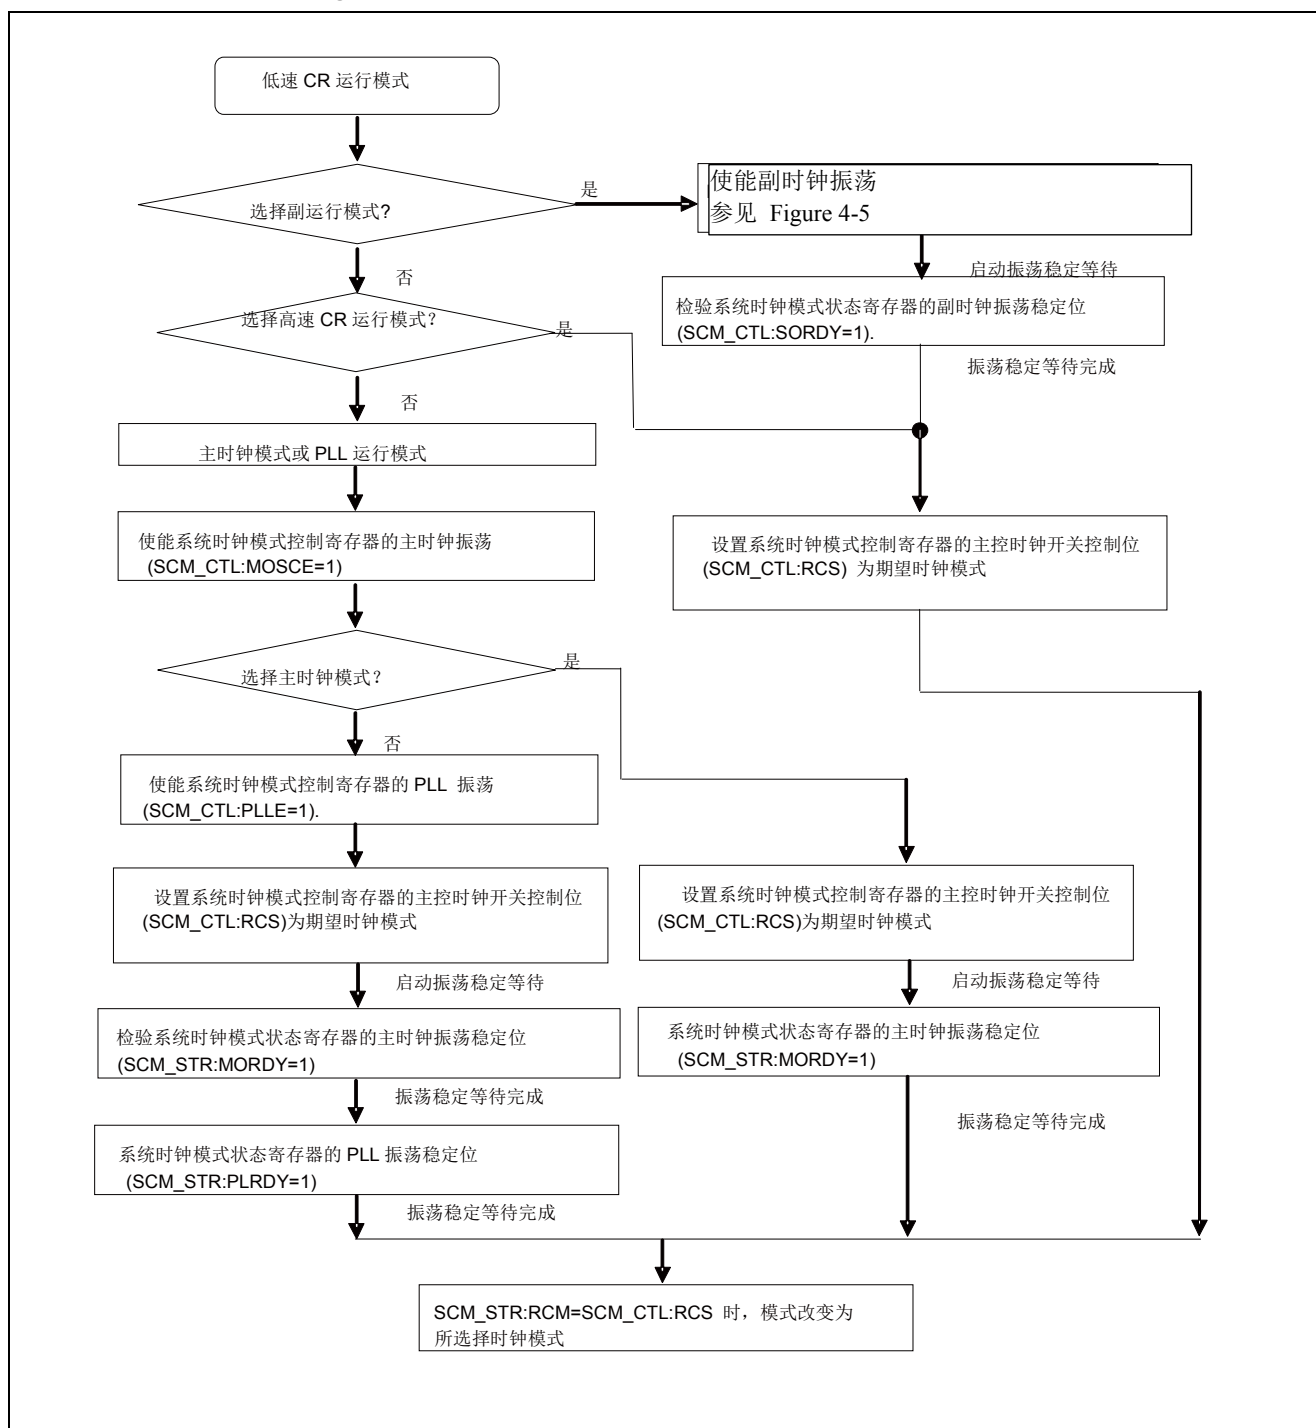 低速 CR 运行模式
选择副运行模式?
是
使能副时钟振荡
参见 Figure 4-5
否
启动振荡稳定等待
选择高速 CR 运行模式？
是
检验系统时钟模式状态寄存器的副时钟振荡稳定位
(SCM_CTL:SORDY=1).
振荡稳定等待完成
否
主时钟模式或 PLL 运行模式
使能系统时钟模式控制寄存器的主时钟振荡
(SCM_CTL:MOSCE=1)
设置系统时钟模式控制寄存器的主控时钟开关控制位
(SCM_CTL:RCS) 为期望时钟模式
选择主时钟模式？
是
否
使能系统时钟模式控制寄存器的 PLL 振荡
(SCM_CTL:PLLE=1).
设置系统时钟模式控制寄存器的主控时钟开关控制位
(SCM_CTL:RCS)为期望时钟模式
设置系统时钟模式控制寄存器的主控时钟开关控制位
(SCM_CTL:RCS)为期望时钟模式
启动振荡稳定等待
启动振荡稳定等待
检验系统时钟模式状态寄存器的主时钟振荡稳定位
(SCM_STR:MORDY=1)
系统时钟模式状态寄存器的主时钟振荡稳定位
(SCM_STR:MORDY=1)
振荡稳定等待完成
振荡稳定等待完成
系统时钟模式状态寄存器的 PLL 振荡稳定位
(SCM_STR:PLRDY=1)
振荡稳定等待完成
SCM_STR:RCM=SCM_CTL:RCS 时，模式改变为
所选择时钟模式